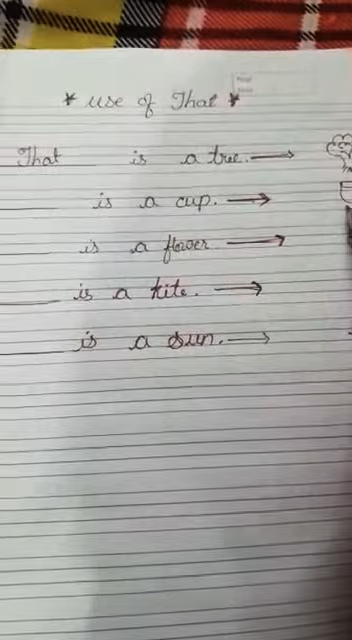 * use of That *
That is a tree. →
is a cup. →
is a flower →
is a kite. →
is a sun. →